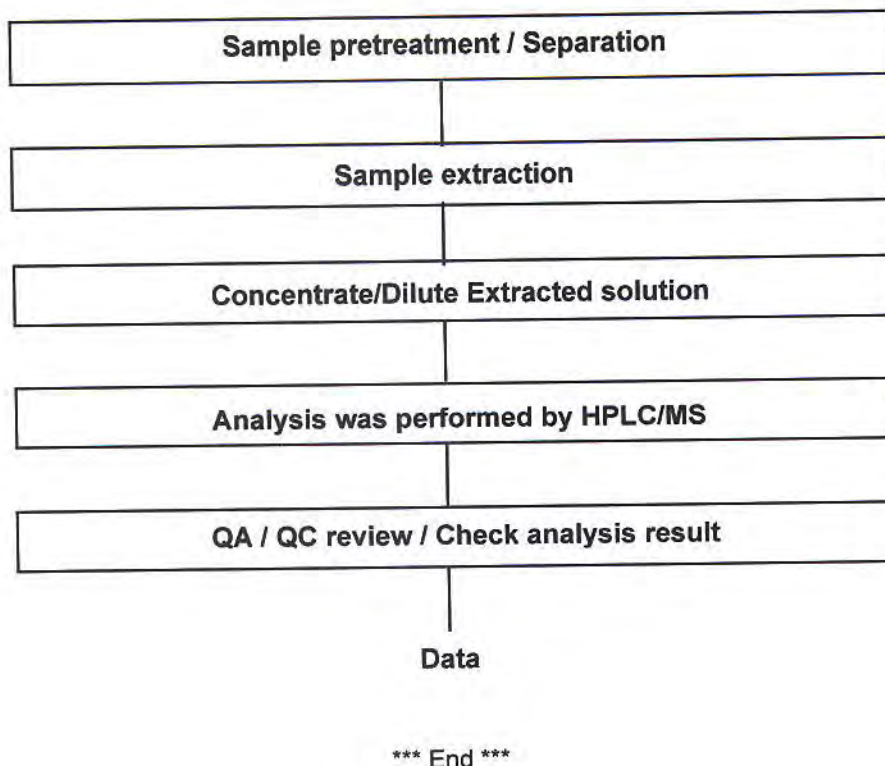 Sample pretreatment / Separation
Sample extraction
Concentrate/Dilute Extracted solution
Analysis was performed by HPLC/MS
QA / QC review / Check analysis result
Data
*** End ***